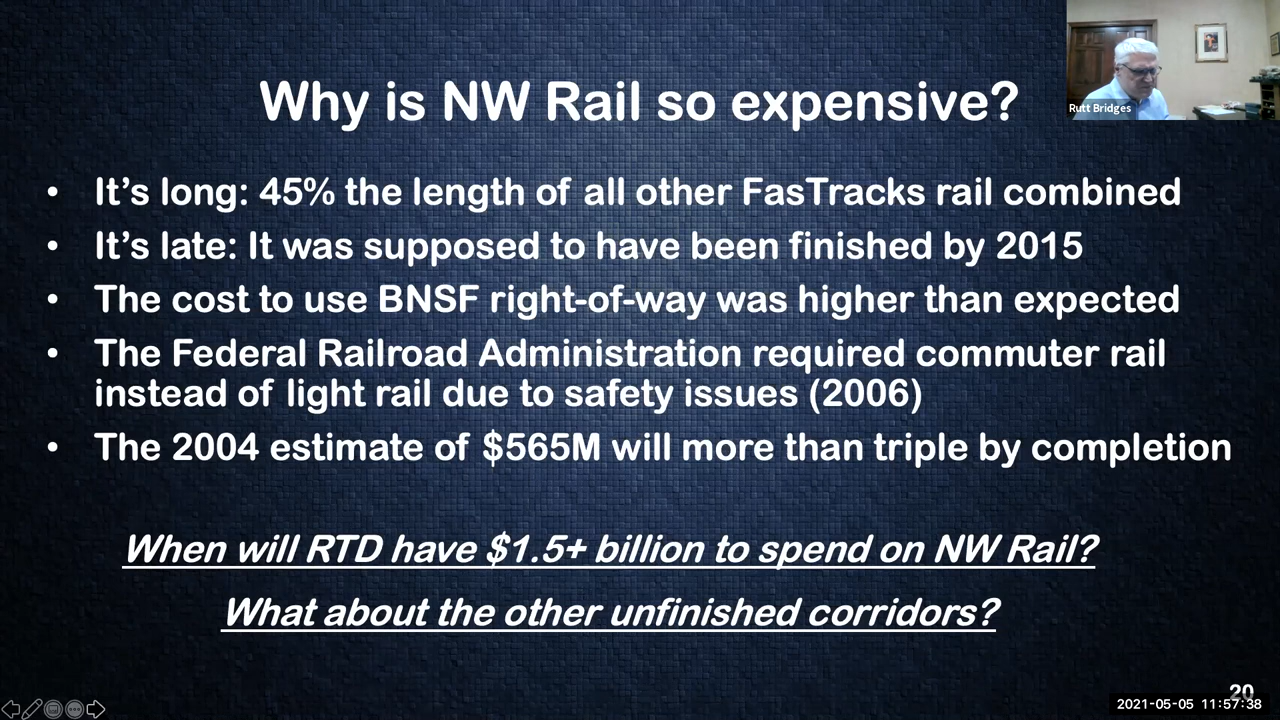 Why is NW Rail so expensive?
Rutt Bridges
• It’s long: 45% the length of all other FasTracks rail combined
• It’s late: It was supposed to have been finished by 2015
• The cost to use BNSF right-of-way was higher than expected
• The Federal Railroad Administration required commuter rail
instead of light rail due to safety issues (2006)
• The 2004 estimate of $565M will more than triple by completion
When will RTD have $1.5+ billion to spend on NW Rail?
What about the other unfinished corridors?
20
2021-05-05 11:57:38